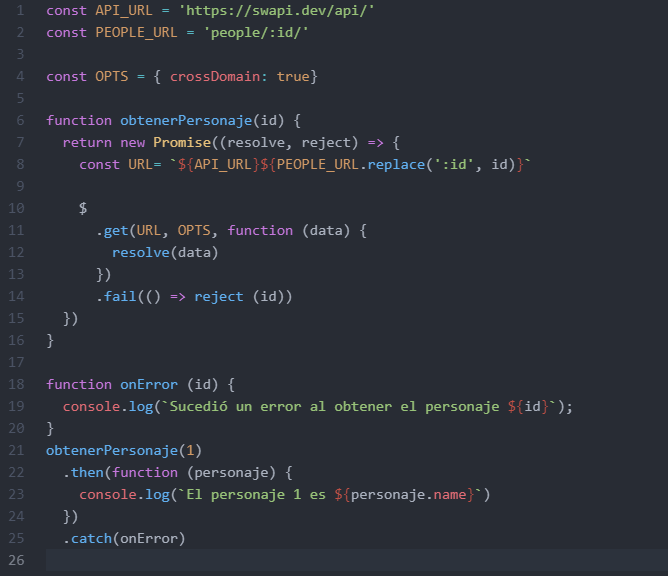 1 const API_URL = 'https://swapi.dev/api/'
2 const PEOPLE_URL = 'people/:id/'
3
4 const OPTS = { crossDomain: true}
5
6 function obtenerPersonaje(id) {
7   return new Promise((resolve, reject) => {
8     const URL= `${API_URL}${PEOPLE_URL.replace(':id', id)}`
9
10     $
11       .get(URL, OPTS, function (data) {
12         resolve(data)
13       })
14       .fail(() => reject (id))
15   })
16 }
17
18 function onError (id) {
19   console.log(`Sucedió un error al obtener el personaje ${id}`);
20 }
21 obtenerPersonaje(1)
22   .then(function (personaje) {
23     console.log(`El personaje 1 es ${personaje.name}`)
24   })
25   .catch(onError)
26